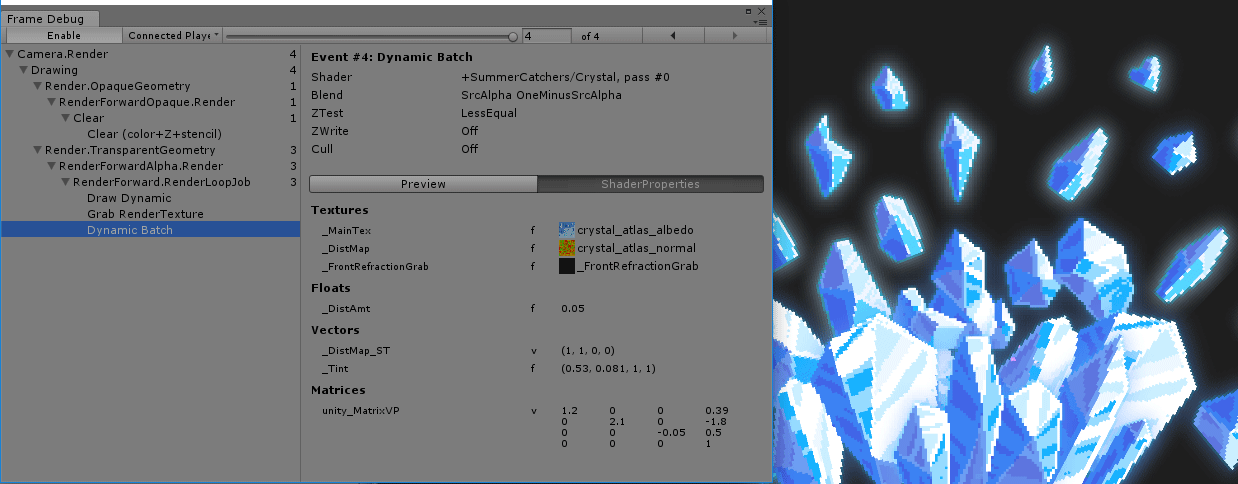 Frame Debug
Enable
Connected Playe
4
of 4
Camera.Render 4
Drawing 4
Render.OpaqueGeometry 1
RenderForwardOpaque.Render 1
Clear 1
Clear (color+Z+stencil)
Render.TransparentGeometry 3
RenderForwardAlpha.Render 3
RenderForward.RenderLoopJob 3
Draw Dynamic
Grab RenderTexture
Dynamic Batch
Event #4: Dynamic Batch
Shader +SummerCatchers/Crystal, pass #0
Blend SrcAlpha OneMinusSrcAlpha
ZTest LessEqual
ZWrite Off
Cull Off
Preview
ShaderProperties
Textures
_MainTex f crystal_atlas_albedo
_DistMap f crystal_atlas_normal
_FrontRefractionGrab f _FrontRefractionGrab
Floats
_DistAmt f 0.05
Vectors
_DistMap_ST v (1, 1, 0, 0)
_Tint f (0.53, 0.081, 1, 1)
Matrices
unity_MatrixVP v 1.2 0 0 0.39
0 2.1 0 -1.8
0 0 -0.05 0.5
0 0 0 1